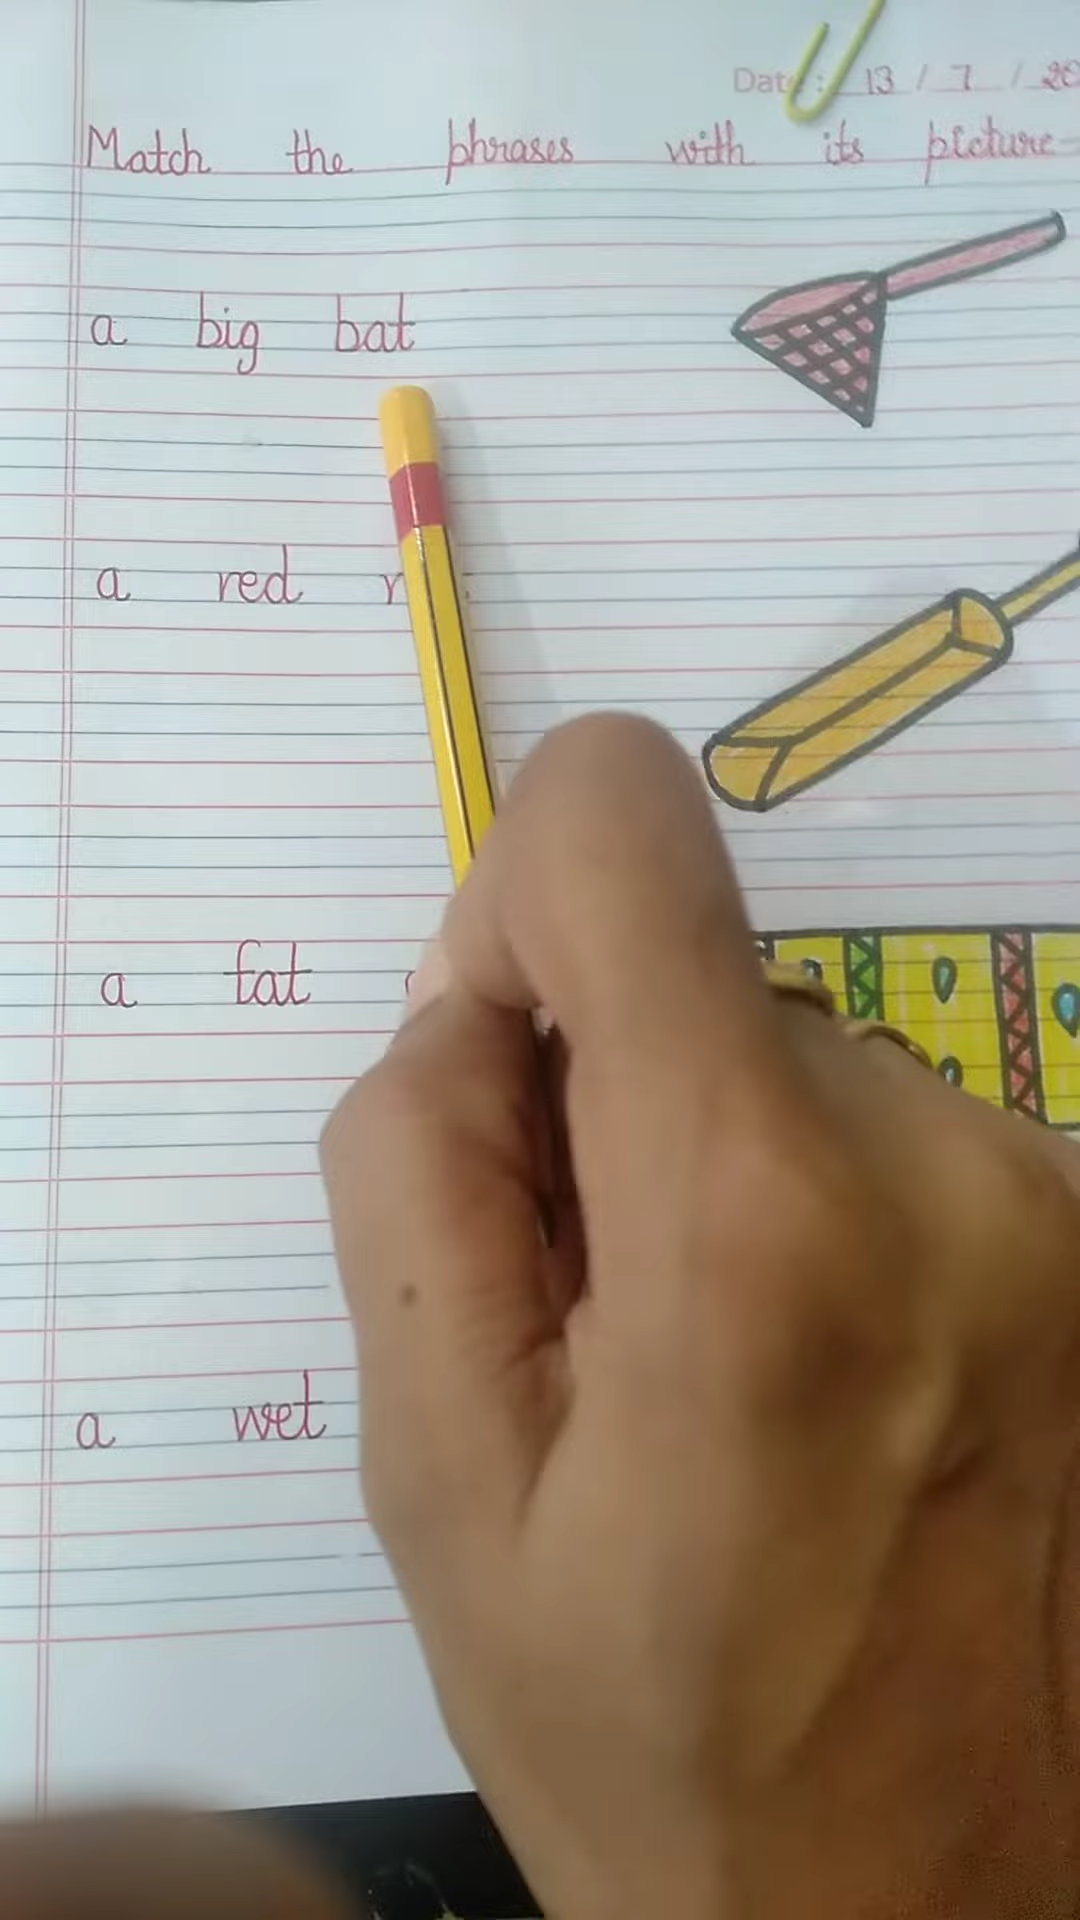 Date: 13 / 7 / 20
Match the phrases with its picture-
a big bat
a red
a fat
a wet